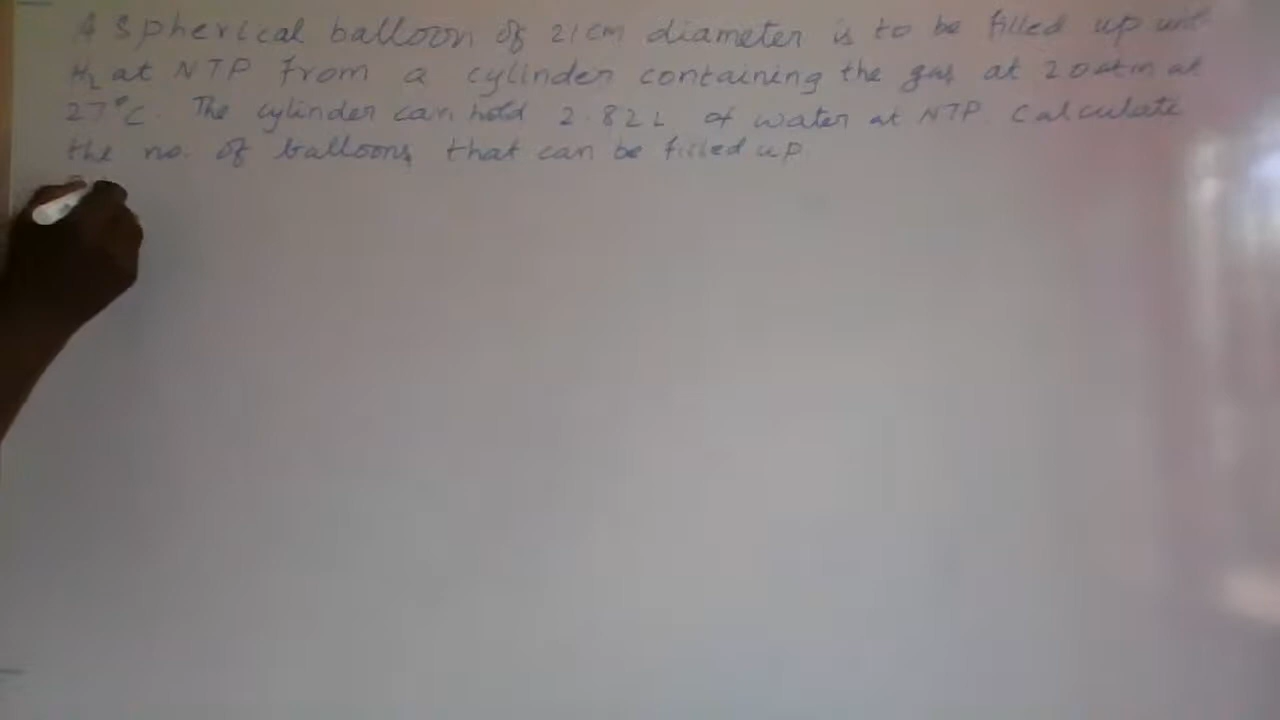 A Spherical balloon of 21cm diameter is to be filled up with
H2 at NTP from a cylinder containing the gas at 20atm at
27°C. The cylinder can hold 2.82L of water at NTP. Calculate
the no. of balloons that can be filled up